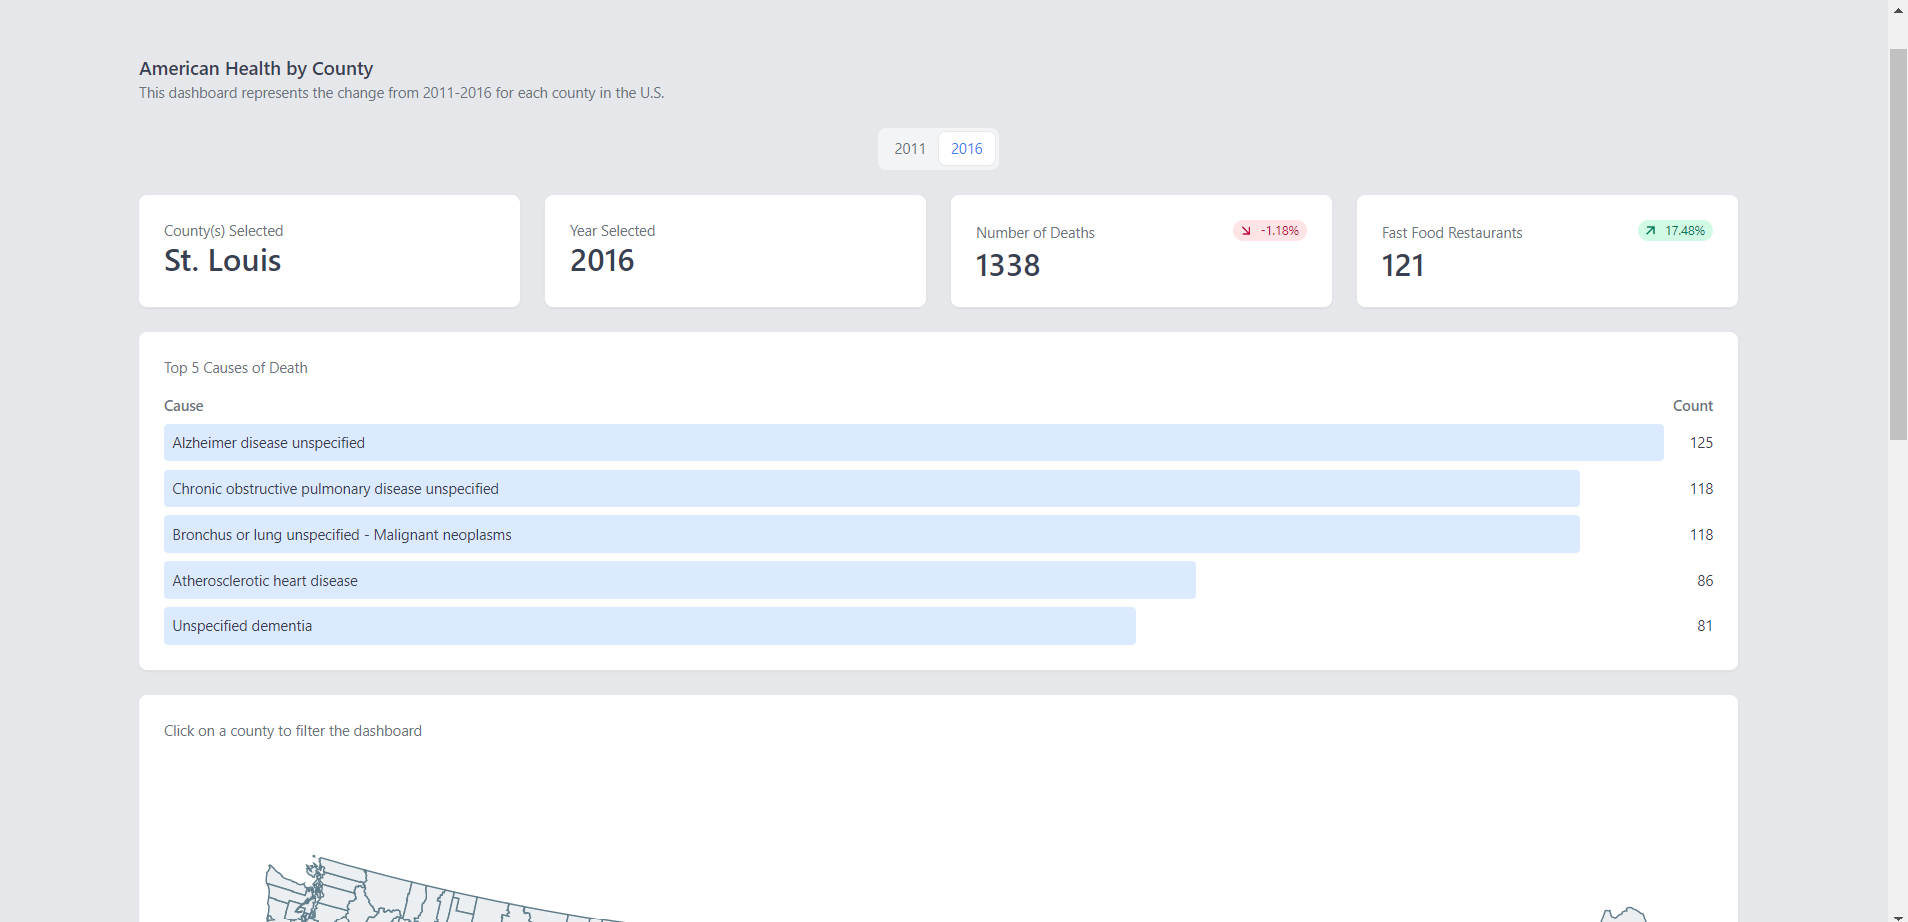 American Health by County
This dashboard represents the change from 2011-2016 for each county in the U.S.
2011 2016
County(s) Selected
St. Louis
Year Selected
2016
Number of Deaths
-1.18%
1338
Fast Food Restaurants
17.48%
121
Top 5 Causes of Death
Cause Count
Alzheimer disease unspecified 125
Chronic obstructive pulmonary disease unspecified 118
Bronchus or lung unspecified - Malignant neoplasms 118
Atherosclerotic heart disease 86
Unspecified dementia 81
Click on a county to filter the dashboard